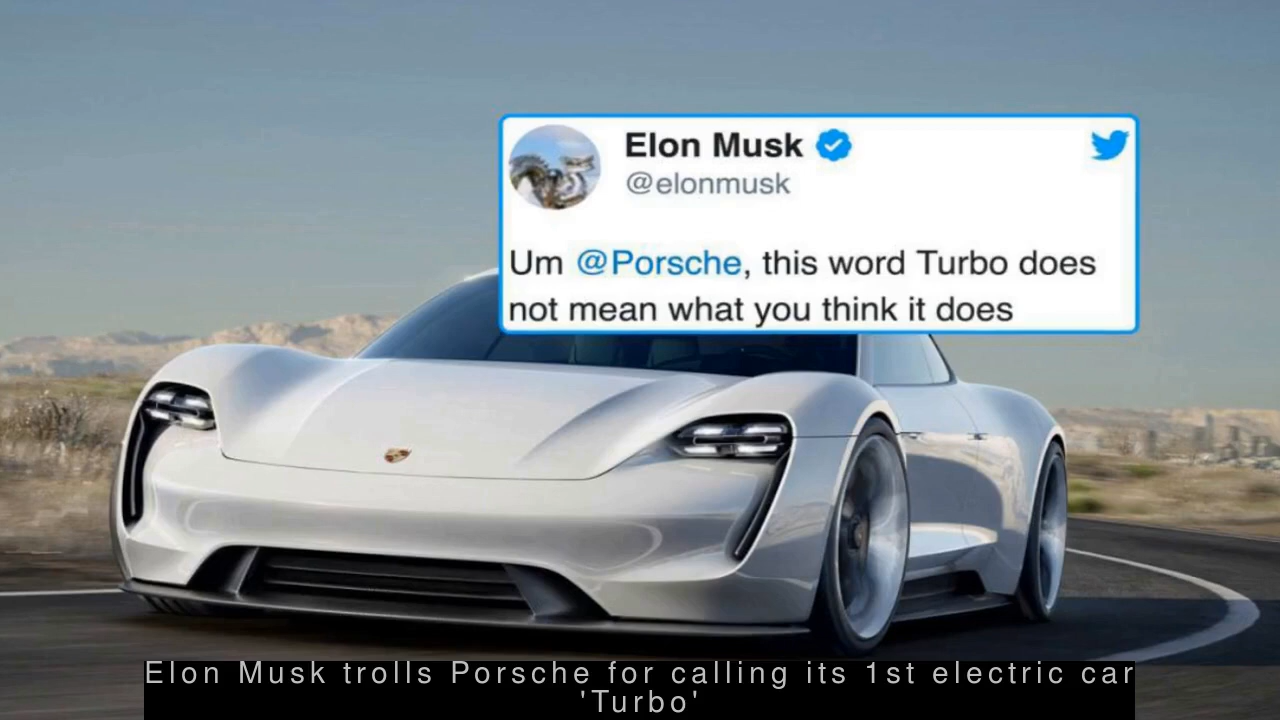 Elon Musk
@elonmusk
Um @Porsche, this word Turbo does
not mean what you think it does
Elon Musk trolls Porsche for calling its 1st electric car
'Turbo'